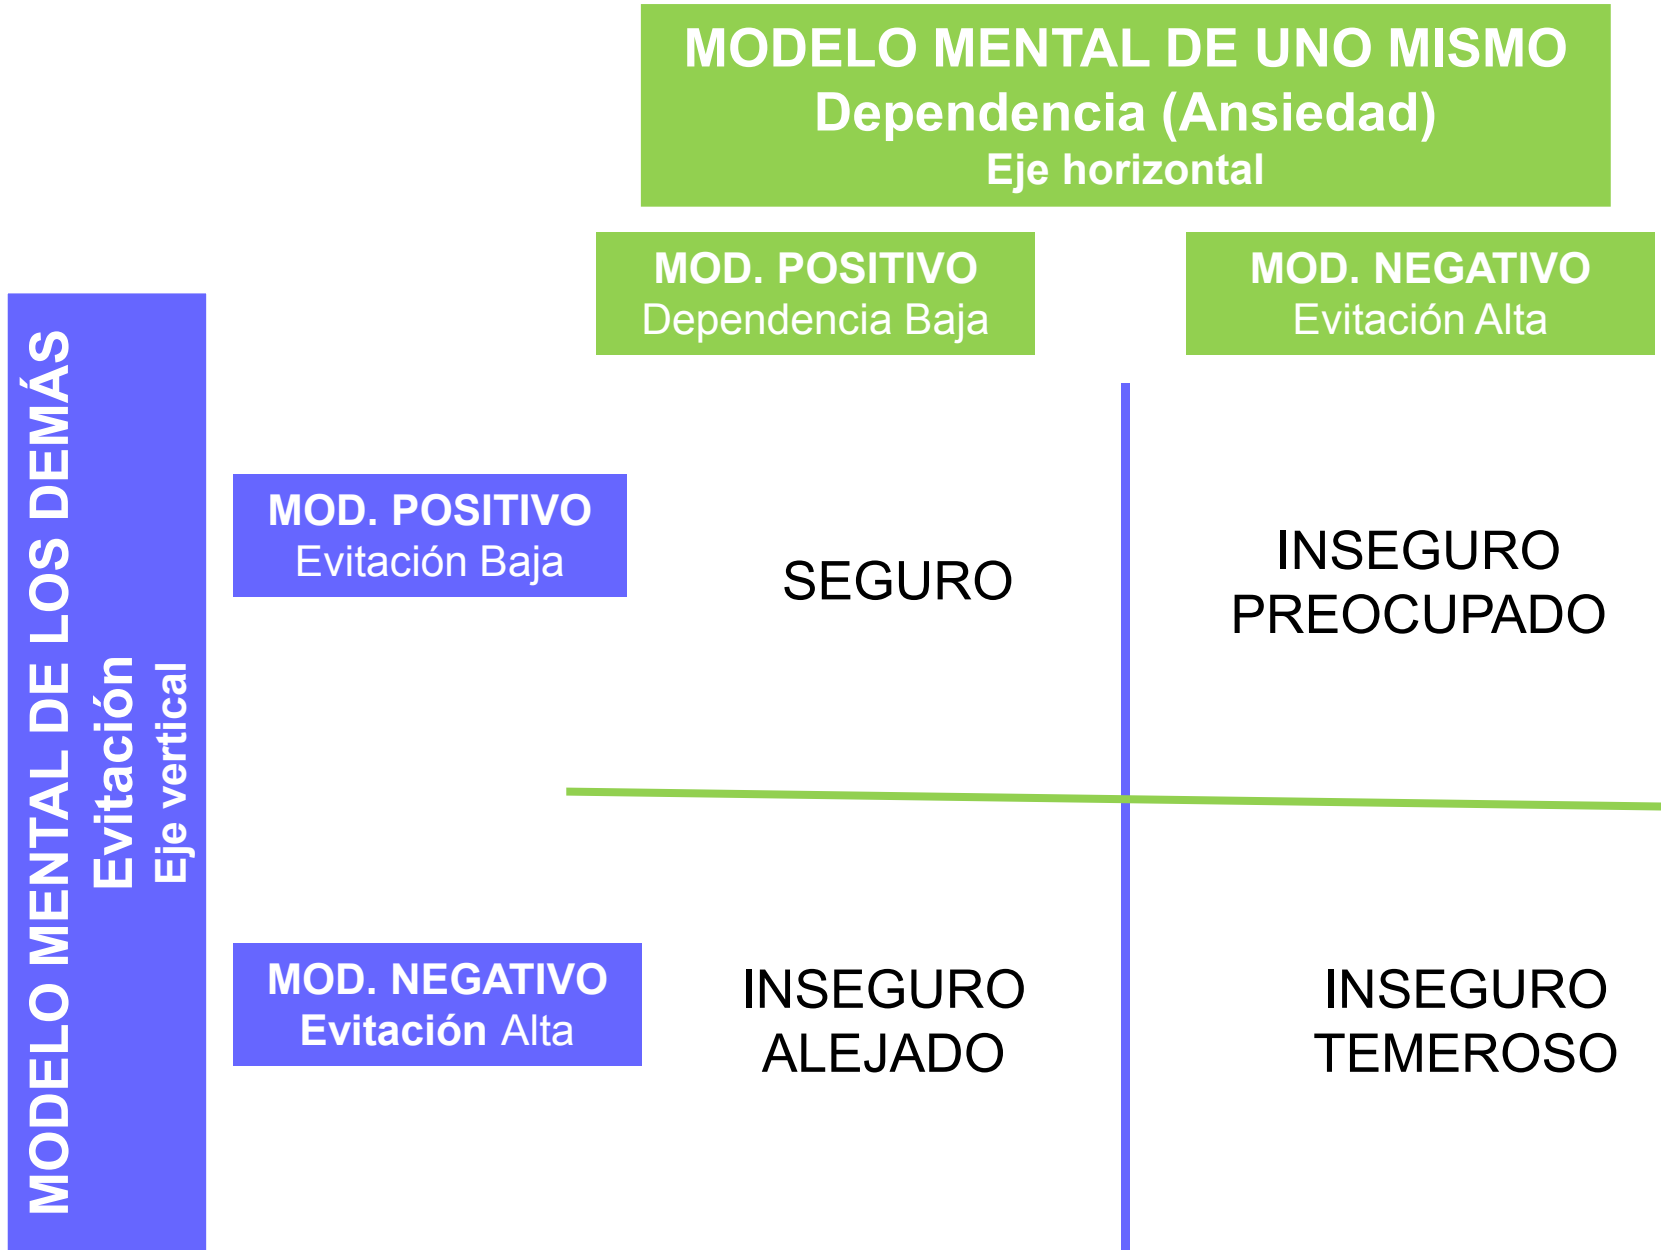 MODELO MENTAL DE UNO MISMO
Dependencia (Ansiedad)
Eje horizontal
MOD. POSITIVO
Dependencia Baja
MOD. NEGATIVO
Evitación Alta
MODELO MENTAL DE LOS DEMÁS
Evitación
Eje vertical
MOD. POSITIVO
Evitación Baja
SEGURO
INSEGURO
PREOCUPADO
MOD. NEGATIVO
Evitación Alta
INSEGURO
ALEJADO
INSEGURO
TEMEROSO